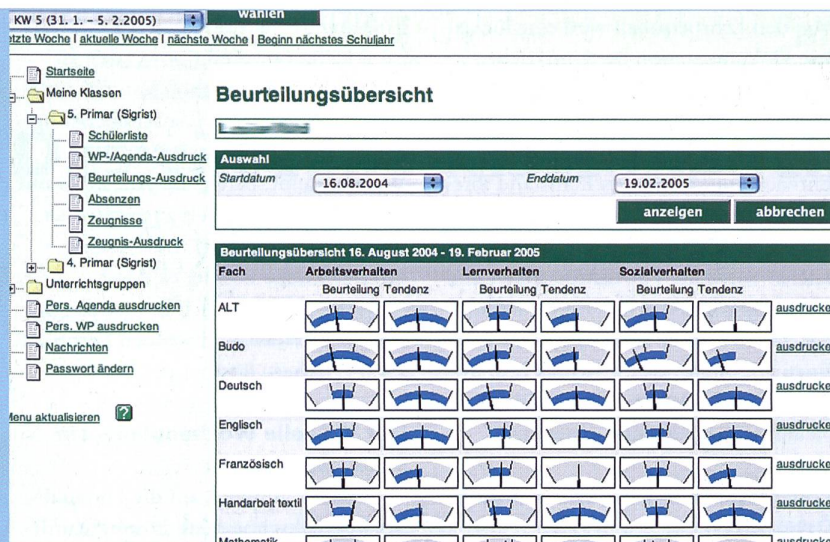 KW 5 (31. 1. – 5. 2.2005)
wählen
tzte Woche | aktuelle Woche | nächste Woche | Beginn nächstes Schuljahr
Startseite
Meine Klassen
5. Primar (Sigrist)
Schülerliste
WP-/Agenda-Ausdruck
Beurteilungs-Ausdruck
Absenzen
Zeugnisse
Zeugnis-Ausdruck
4. Primar (Sigrist)
Unterrichtsgruppen
Pers. Agenda ausdrucken
Pers. WP ausdrucken
Nachrichten
Passwort ändern
Menu aktualisieren ?
Beurteilungsübersicht
Auswahl
Startdatum 16.08.2004 Enddatum 19.02.2005
anzeigen abbrechen
Beurteilungsübersicht 16. August 2004 - 19. Februar 2005
Fach Arbeitsverhalten Lernverhalten Sozialverhalten
Beurteilung Tendenz Beurteilung Tendenz Beurteilung Tendenz
ALT ausdrucke
Budo ausdrucke
Deutsch ausdrucke
Englisch ausdrucke
Französisch ausdrucke
Handarbeit textil ausdrucke
Mathematik ausdrucke